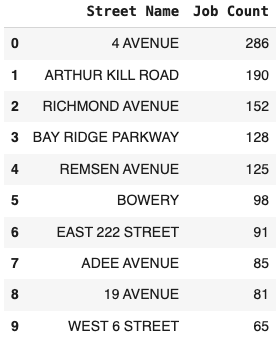 Street Name Job Count
0 4 AVENUE 286
1 ARTHUR KILL ROAD 190
2 RICHMOND AVENUE 152
3 BAY RIDGE PARKWAY 128
4 REMSEN AVENUE 125
5 BOWERY 98
6 EAST 222 STREET 91
7 ADEE AVENUE 85
8 19 AVENUE 81
9 WEST 6 STREET 65